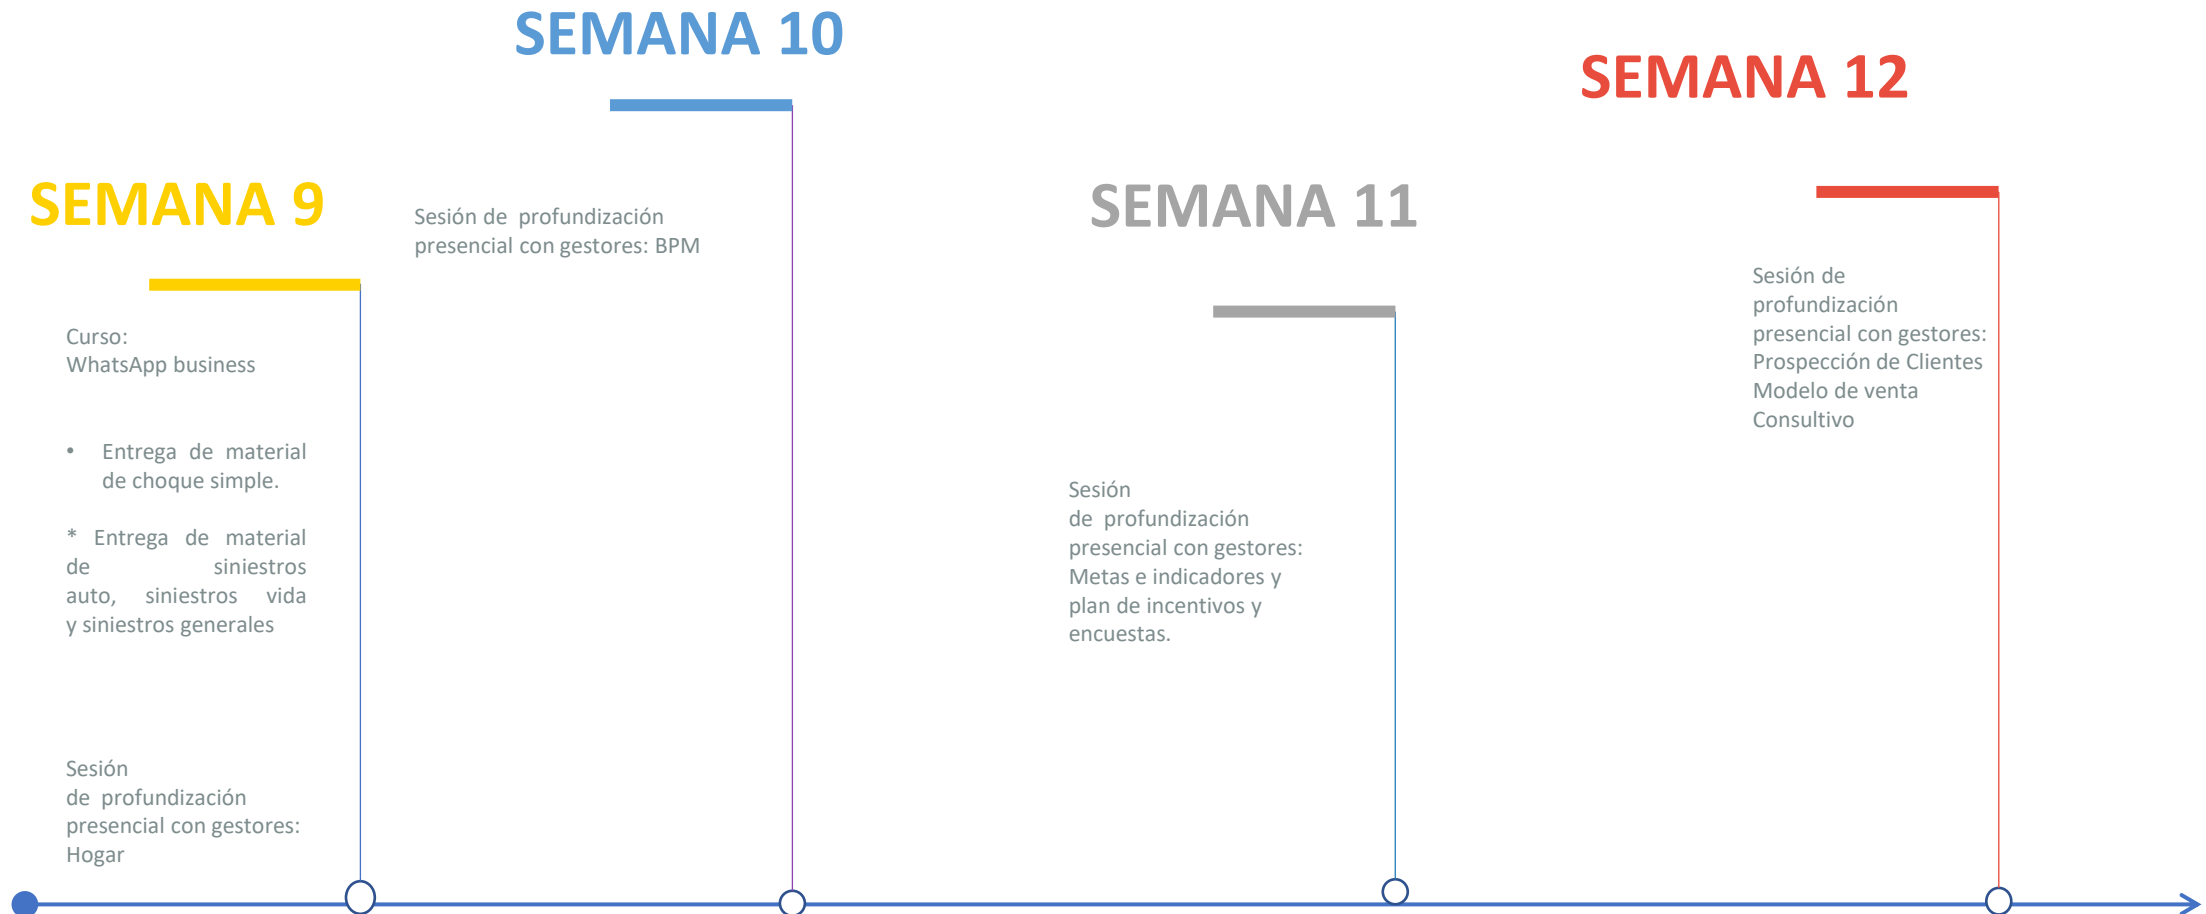 SEMANA 9
Curso:
WhatsApp business
• Entrega de material
de choque simple.
* Entrega de material
de siniestros
auto, siniestros vida
y siniestros generales
Sesión
de profundización
presencial con gestores:
Hogar
SEMANA 10
Sesión de profundización
presencial con gestores: BPM
SEMANA 11
Sesión
de profundización
presencial con gestores:
Metas e indicadores y
plan de incentivos y
encuestas.
SEMANA 12
Sesión de
profundización
presencial con gestores:
Prospección de Clientes
Modelo de venta
Consultivo